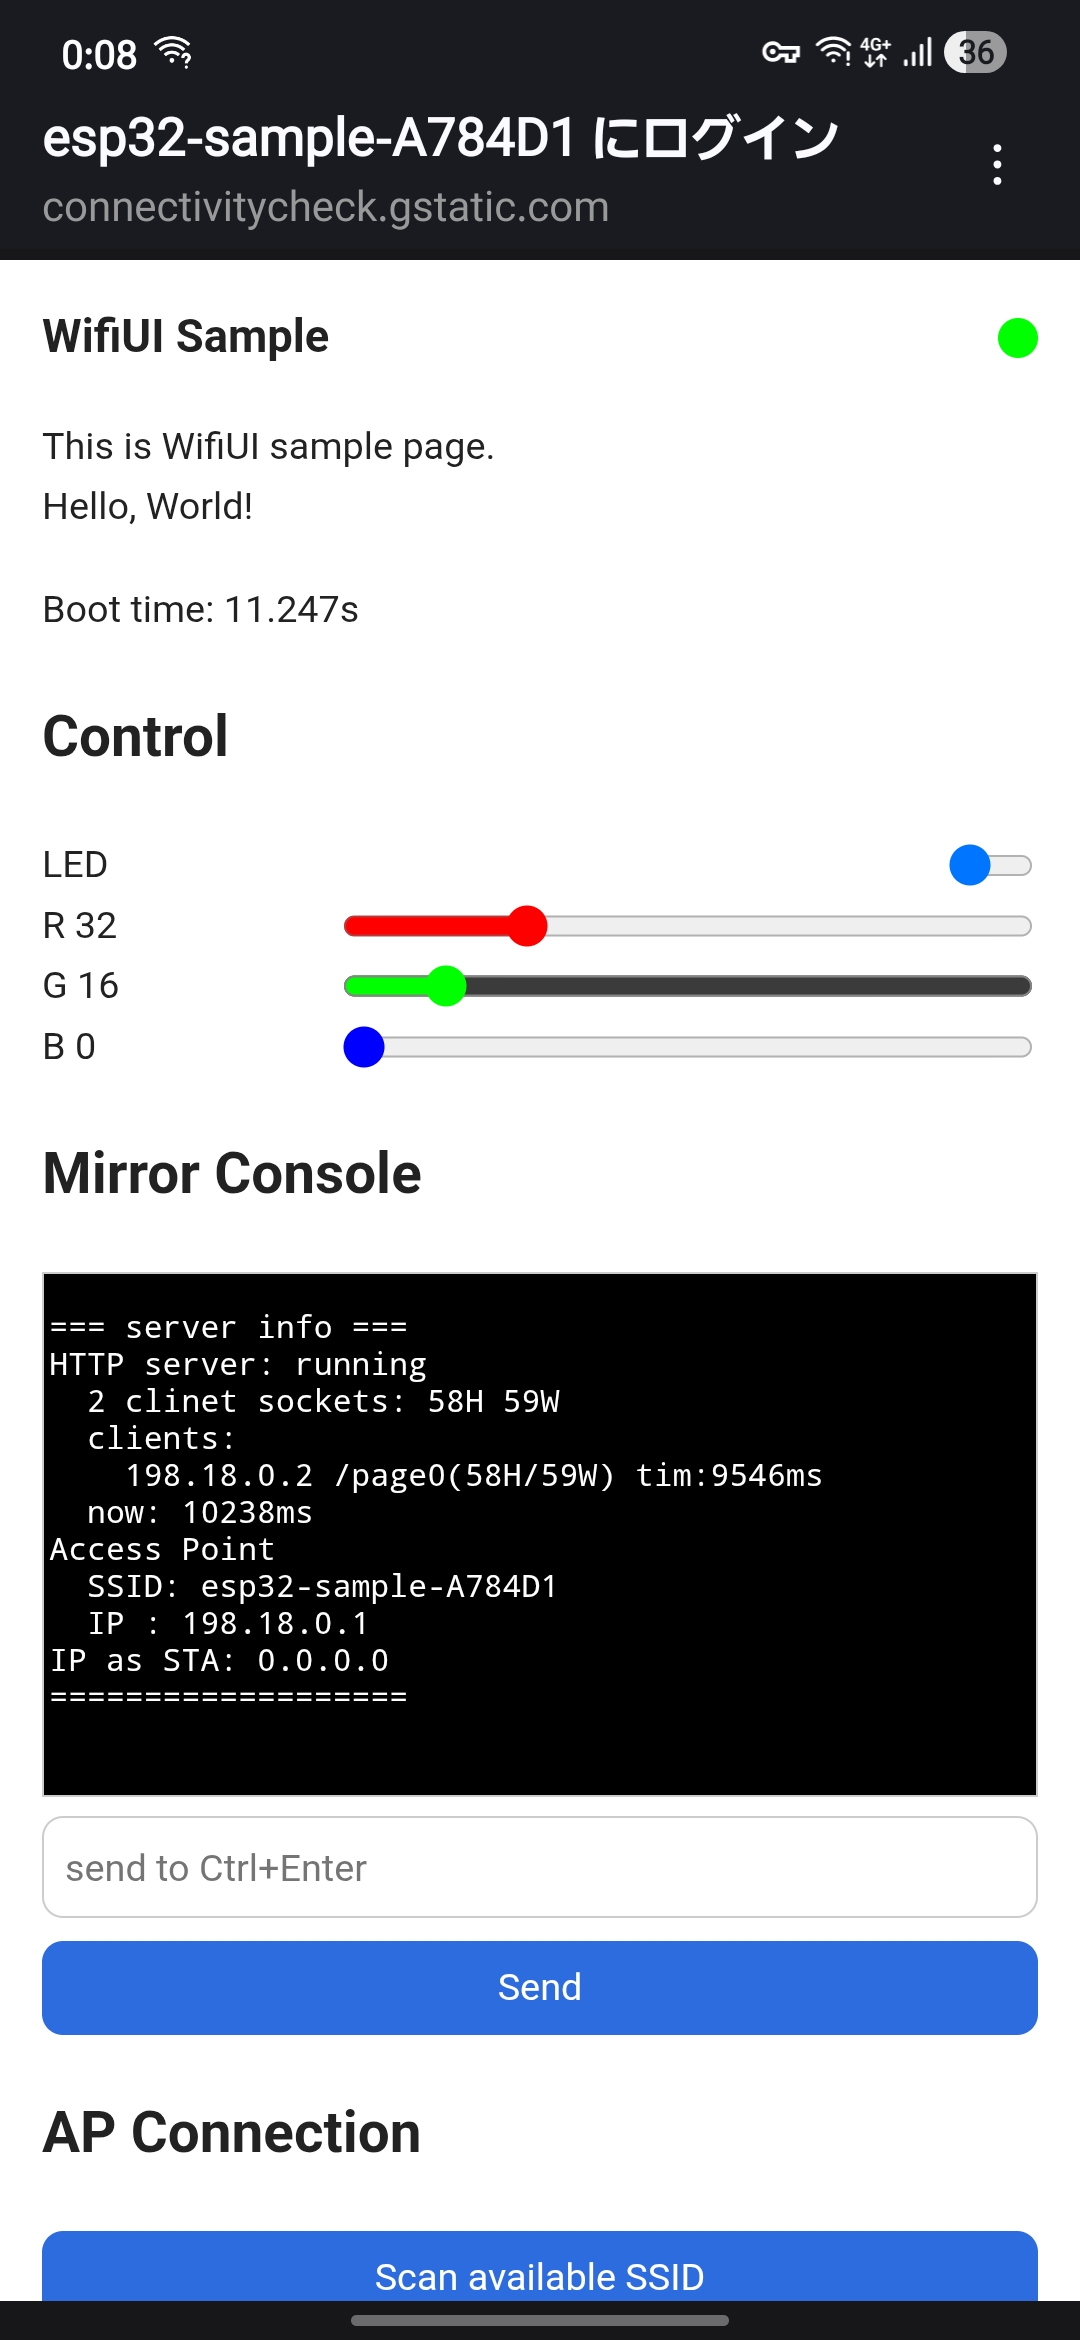 0:08
4G+
36
esp32-sample-A784D1 にログイン
connectivitycheck.gstatic.com
WifiUI Sample
This is WifiUI sample page.
Hello, World!
Boot time: 11.247s
Control
LED
R 32
G 16
B 0
Mirror Console
=== server info ===
HTTP server: running
  2 clinet sockets: 58H 59W
  clients:
    198.18.0.2 /page0(58H/59W) tim:9546ms
  now: 10238ms
Access Point
  SSID: esp32-sample-A784D1
  IP : 198.18.0.1
IP as STA: 0.0.0.0
===================
send to Ctrl+Enter
Send
AP Connection
Scan available SSID